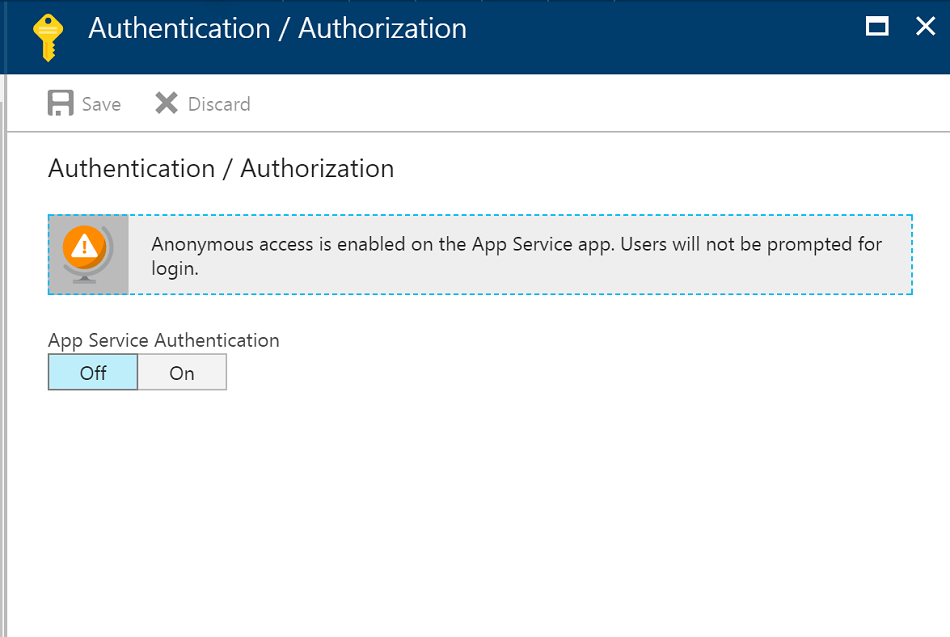 Authentication / Authorization
Save Discard
Authentication / Authorization
Anonymous access is enabled on the App Service app. Users will not be prompted for
login.
App Service Authentication
Off On